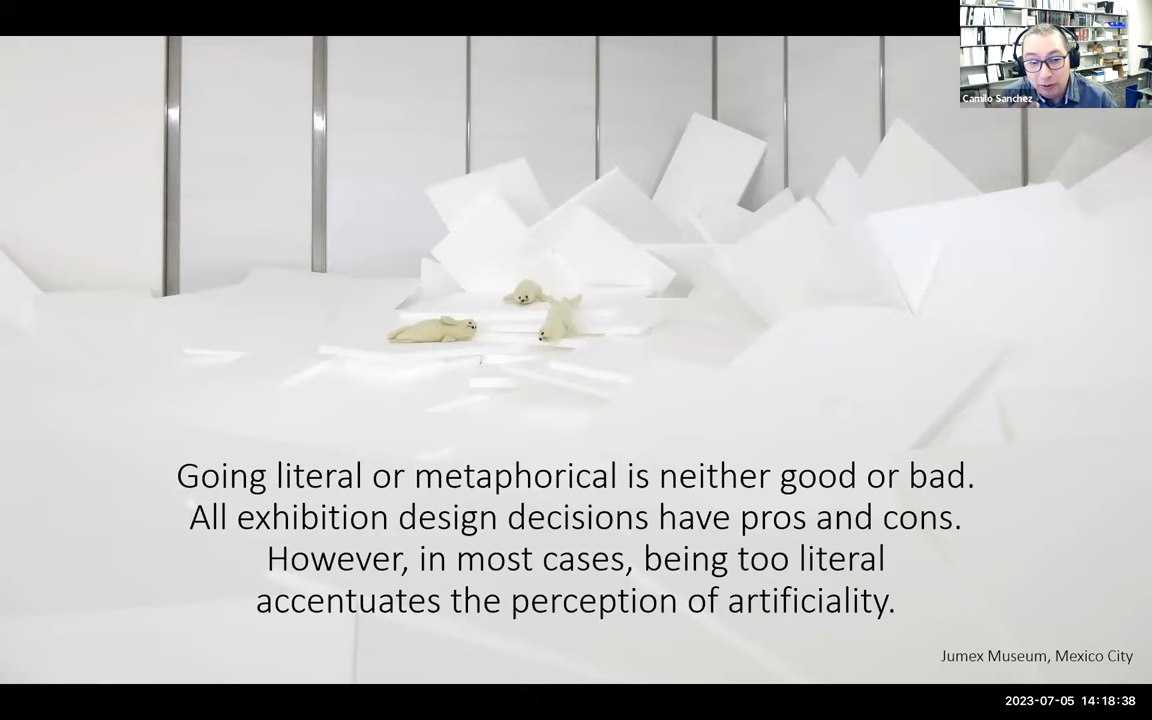 Camilo Sanchez
Going literal or metaphorical is neither good or bad.
All exhibition design decisions have pros and cons.
However, in most cases, being too literal
accentuates the perception of artificiality.
Jumex Museum, Mexico City
2023-07-05 14:18:38